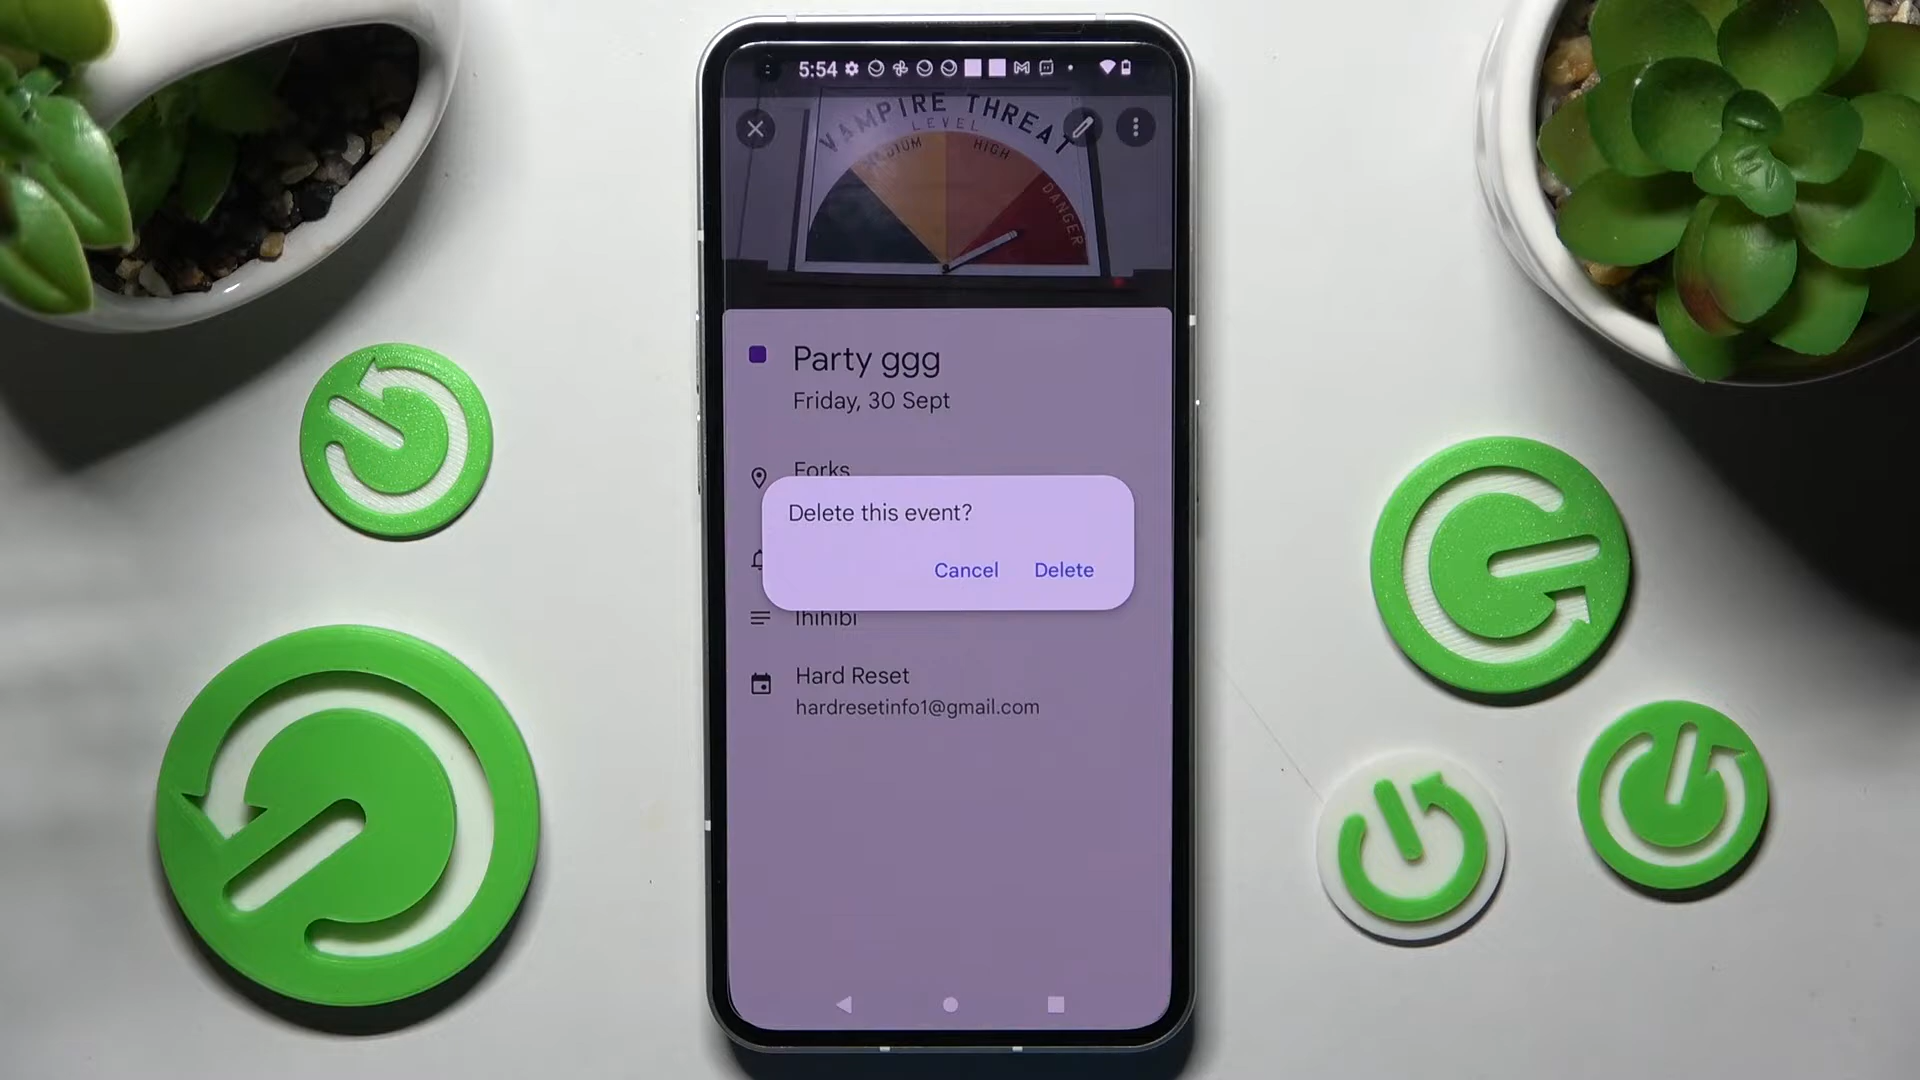 5:54
VAMPIRE THREAT
LEVEL
MEDIUM HIGH
DANGER
Party ggg
Friday, 30 Sept
Forks
Delete this event?
Cancel Delete
Ihihibi
Hard Reset
hardresetinfo1@gmail.com